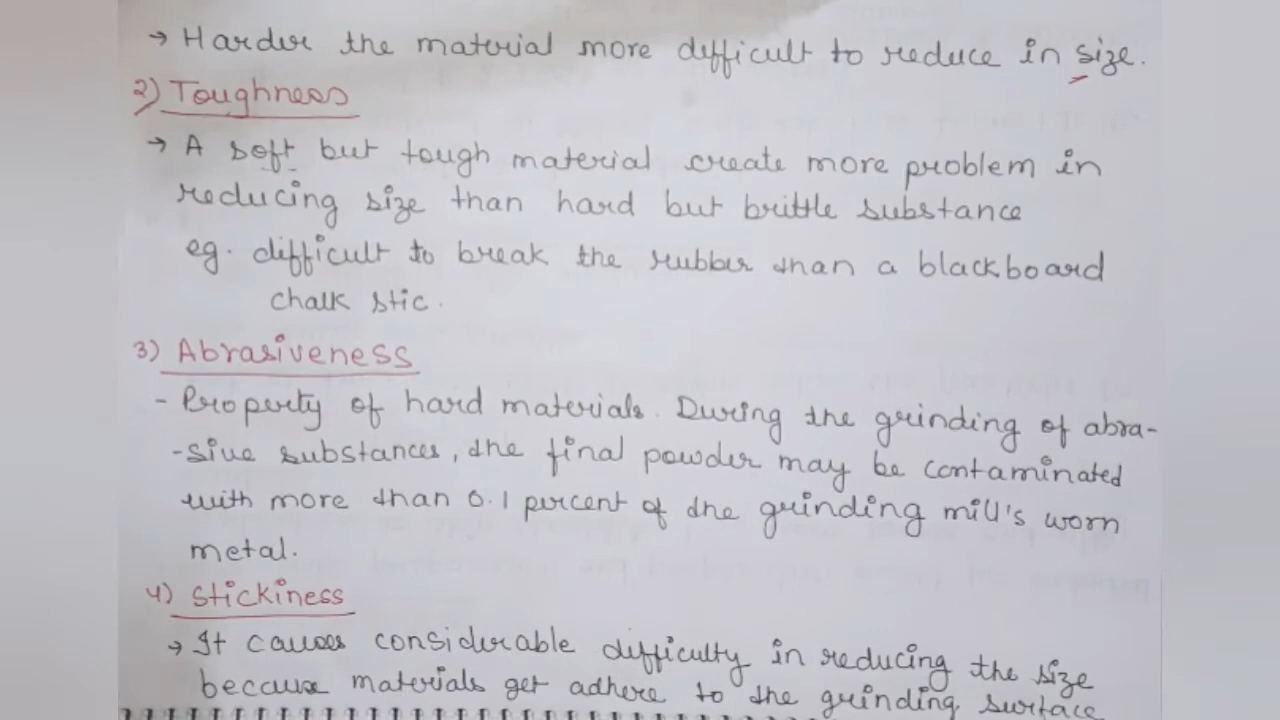 → Harder the material more difficult to reduce in size.
2) Toughness
→ A soft but tough material create more problem in
reducing size than hard but brittle substance
eg. difficult to break the rubber than a blackboard
chalk stic.
3) Abrasiveness
- Property of hard materials. During the grinding of abra-
-sive substances, the final powder may be contaminated
with more than 0.1 percent of the grinding mill's worn
metal.
4) Stickiness
→ It causes considerable difficulty in reducing the size
because materials get adhere to the grinding surface